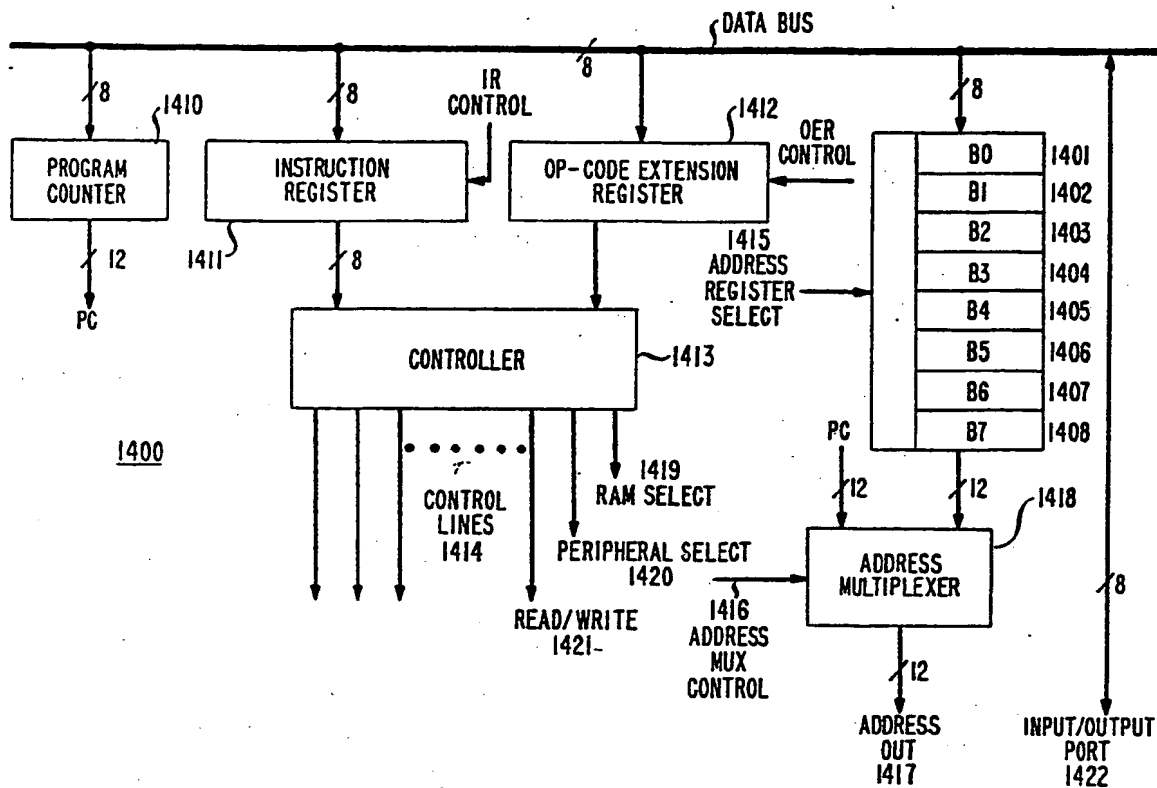 DATA BUS
8
8
8
8
IR
CONTROL
1410
1412
OER
CONTROL
PROGRAM
COUNTER
INSTRUCTION
REGISTER
OP-CODE EXTENSION
REGISTER
B0 1401
B1 1402
B2 1403
B3 1404
B4 1405
B5 1406
B6 1407
B7 1408
1411
12
8
PC
1415
ADDRESS
REGISTER
SELECT
CONTROLLER
1413
1400
CONTROL
LINES
1414
1419
RAM SELECT
PERIPHERAL SELECT
1420
READ/WRITE
1421
PC
12
12
1418
ADDRESS
MULTIPLEXER
1416
ADDRESS
MUX
CONTROL
8
12
ADDRESS
OUT
1417
INPUT/OUTPUT
PORT
1422